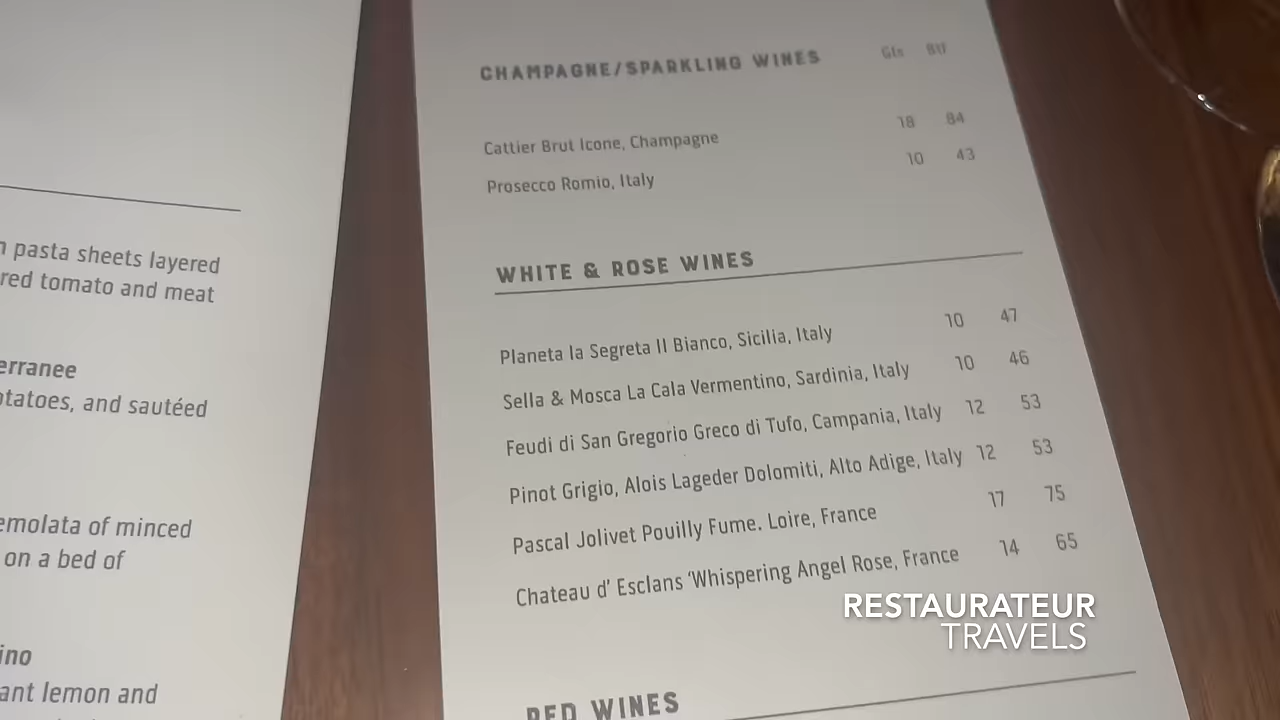 pasta sheets layered
red tomato and meat
erranee
tatoes, and sautéed
emolata of minced
on a bed of
ino
ant lemon and
CHAMPAGNE/SPARKLING WINES Gls Btl
Cattier Brut Icone, Champagne 18 84
Prosecco Romio, Italy 10 43
WHITE & ROSE WINES
Planeta la Segreta Il Bianco, Sicilia, Italy 10 47
Sella & Mosca La Cala Vermentino, Sardinia, Italy 10 46
Feudi di San Gregorio Greco di Tufo, Campania, Italy 12 53
Pinot Grigio, Alois Lageder Dolomiti, Alto Adige, Italy 12 53
Pascal Jolivet Pouilly Fume. Loire, France 17 75
Chateau d' Esclans 'Whispering Angel Rose, France 14 65
RED WINES
RESTAURATEUR
TRAVELS